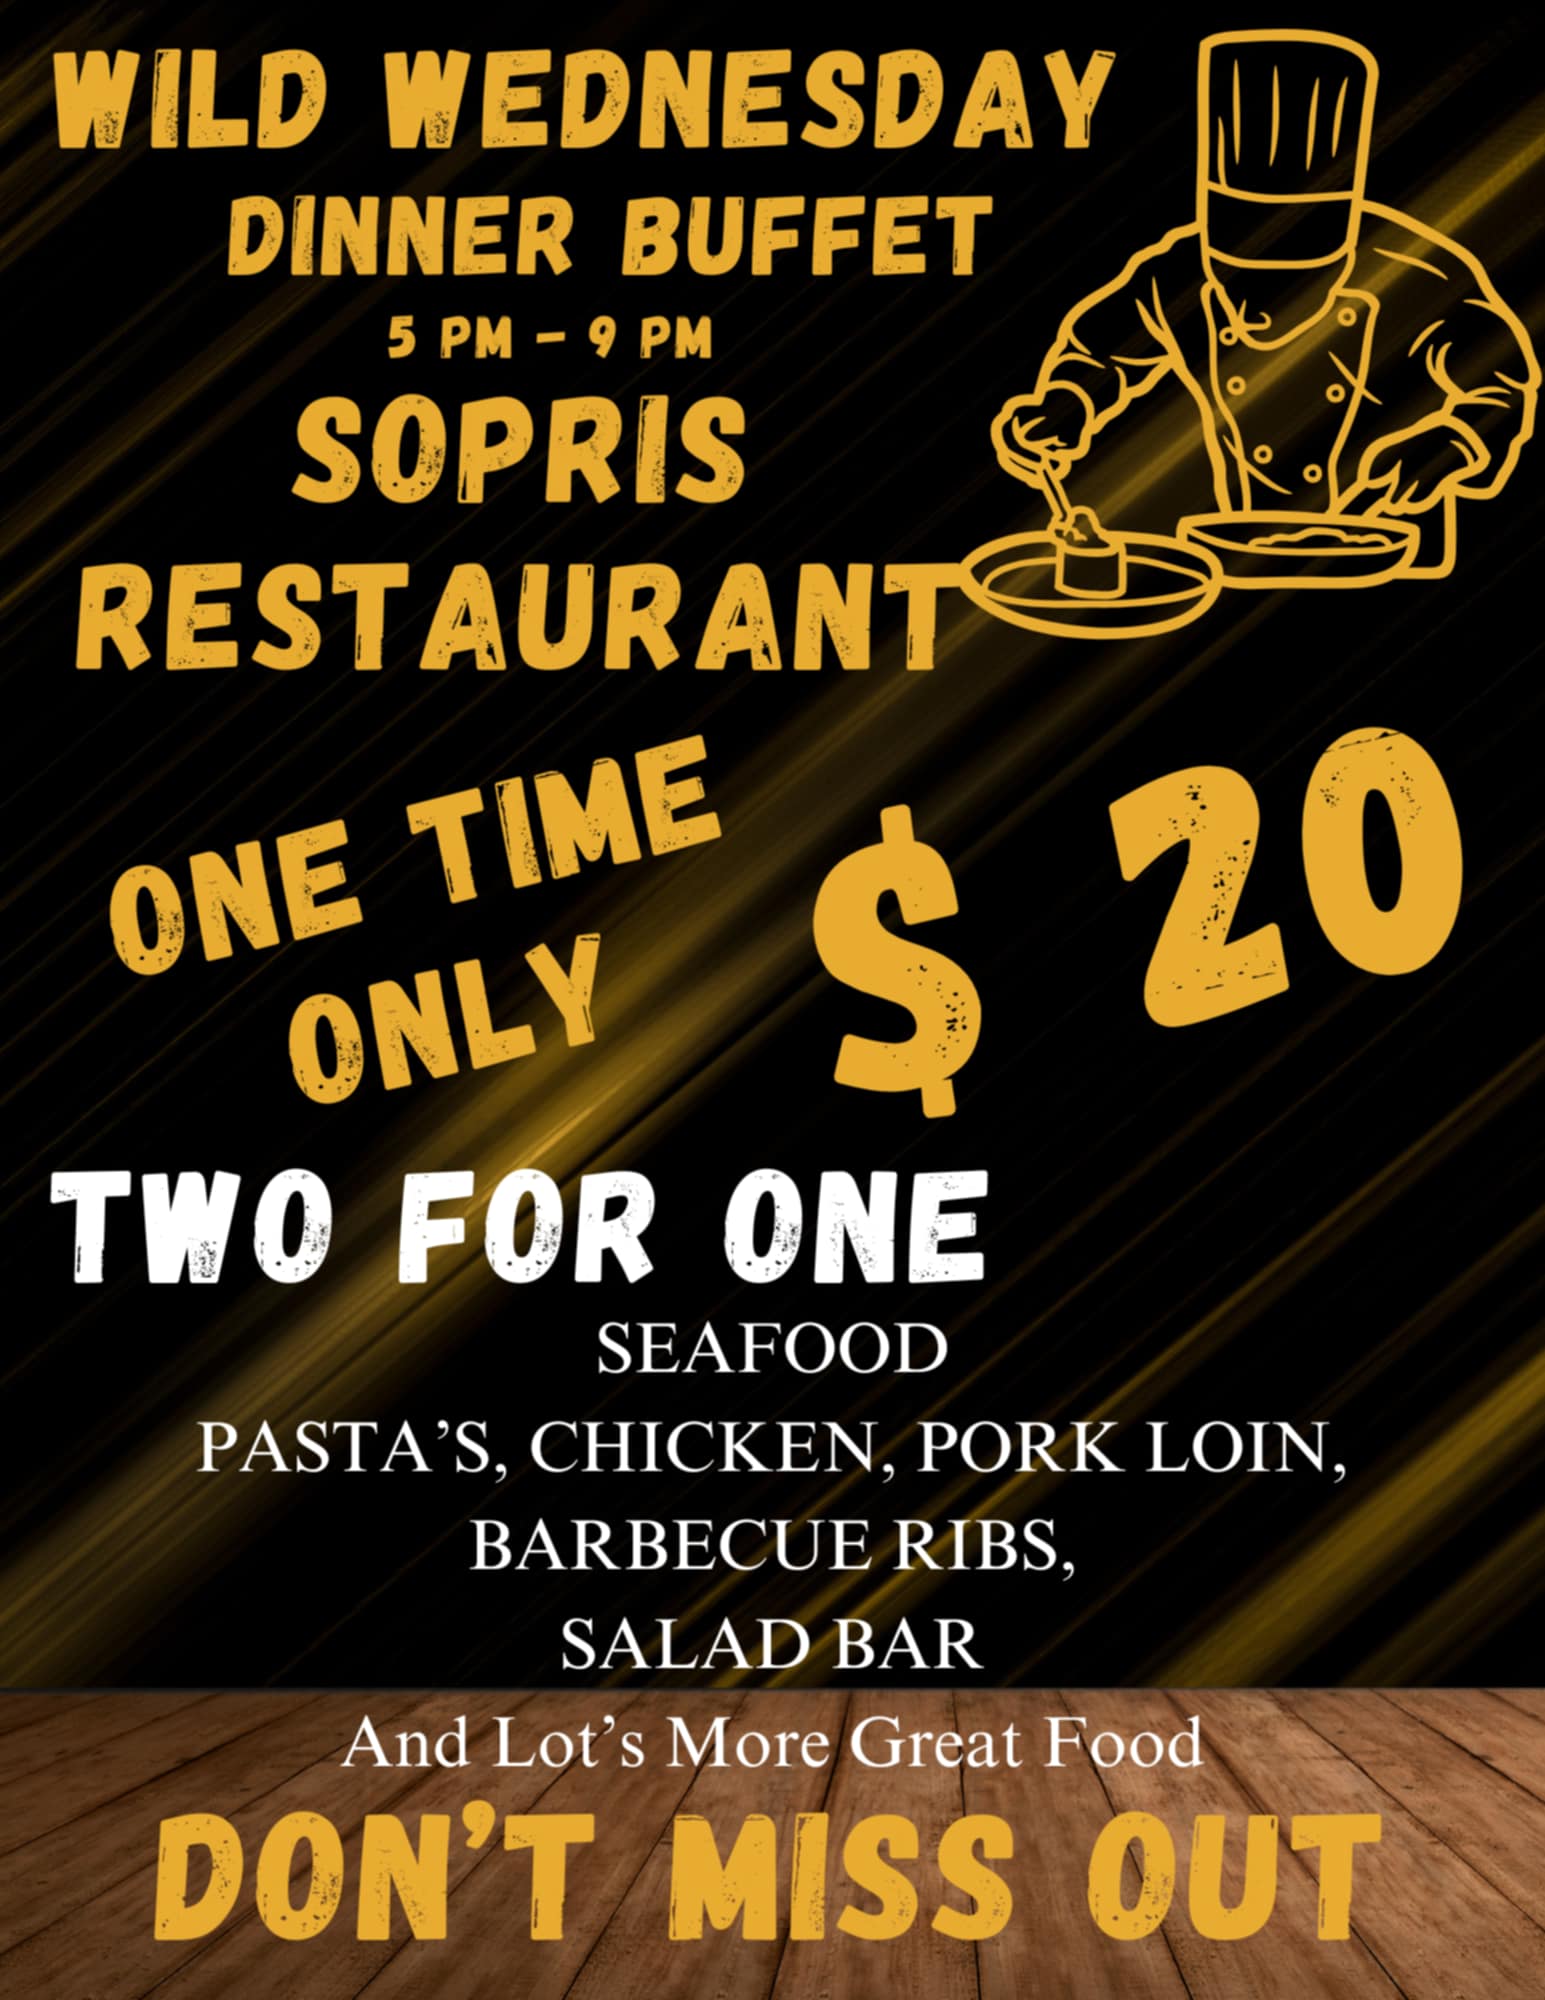 WILD WEDNESDAY
DINNER BUFFET
5 PM - 9 PM
SOPRIS
RESTAURANT
ONE TIME
ONLY
$ 20
TWO FOR ONE
SEAFOOD
PASTA’S, CHICKEN, PORK LOIN,
BARBECUE RIBS,
SALAD BAR
And Lot’s More Great Food
DON’T MISS OUT